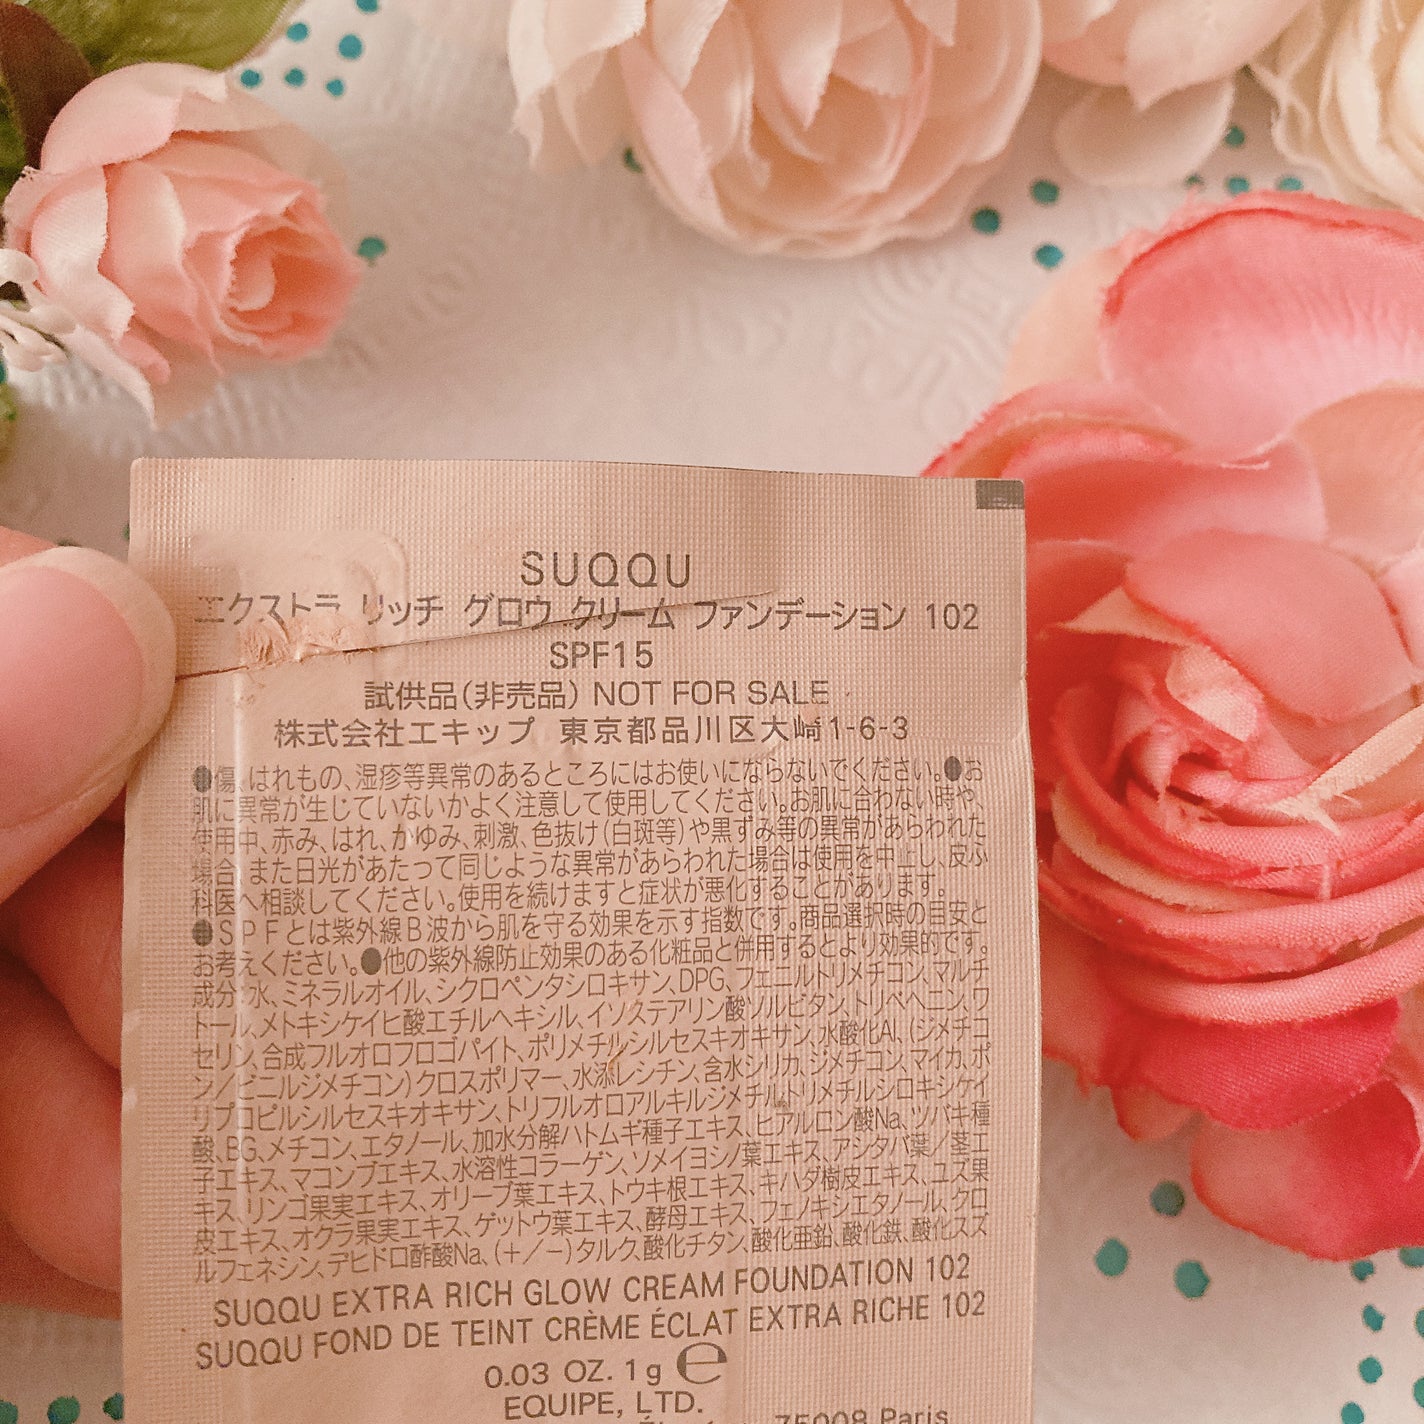 SUQQU
エクストラ リッチ グロウ クリーム ファンデーション 102
SPF15
試供品(非売品) NOT FOR SALE
株式会社エキップ 東京都品川区大崎1-6-3
●傷、はれもの、湿疹等異常のあるところにはお使いにならないでください。●お
肌に異常が生じていないかよく注意して使用してください。お肌に合わない時や、
使用中、赤み、はれ、かゆみ、刺激、色抜け(白斑等)や黒ずみ等の異常があらわれた
場合、また日光があたって同じような異常があらわれた場合は使用を中止し、皮ふ
科医へ相談してください。使用を続けますと症状が悪化することがあります。
●SPFとは紫外線B波から肌を守る効果を示す指数です。商品選択時の目安と
お考えください。●他の紫外線防止効果のある化粧品と併用するとより効果的です。
成分:水、ミネラルオイル、シクロペンタシロキサン、DPG、フェニルトリメチコン、マルチ
トール、メトキシケイヒ酸エチルヘキシル、イソステアリン酸ソルビタン、トリベヘニン、ワ
セリン、合成フルオロフロゴパイト、ポリメチルシルセスキオキサン、水酸化Al、(ジメチコ
ン/ビニルジメチコン)クロスポリマー、水添レシチン、含水シリカ、ジメチコン、マイカ、ポ
リプロピルシルセスキオキサン、トリフルオロアルキルジメチルトリメチルシロキシケイ
酸、BG、メチコン、エタノール、加水分解ハトムギ種子エキス、ヒアルロン酸Na、ツバキ種
子エキス、マコンブエキス、水溶性コラーゲン、ソメイヨシノ葉エキス、アシタバ葉/茎エ
キス、リンゴ果実エキス、オリーブ葉エキス、トウキ根エキス、キハダ樹皮エキス、ユズ果
皮エキス、オクラ果実エキス、ゲットウ葉エキス、酵母エキス、フェノキシエタノール、クロ
ルフェネシン、デヒドロ酢酸Na、(+/-)タルク、酸化チタン、酸化亜鉛、酸化鉄、酸化スズ
SUQQU EXTRA RICH GLOW CREAM FOUNDATION 102
SUQQU FOND DE TEINT CRÈME ÉCLAT EXTRA RICHE 102
0.03 OZ. 1g ℮
EQUIPE, LTD.
75008 Paris